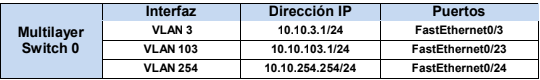 Multilayer Switch 0 Interfaz Dirección IP Puertos
VLAN 3 10.10.3.1/24 FastEthernet0/3
VLAN 103 10.10.103.1/24 FastEthernet0/23
VLAN 254 10.10.254.254/24 FastEthernet0/24